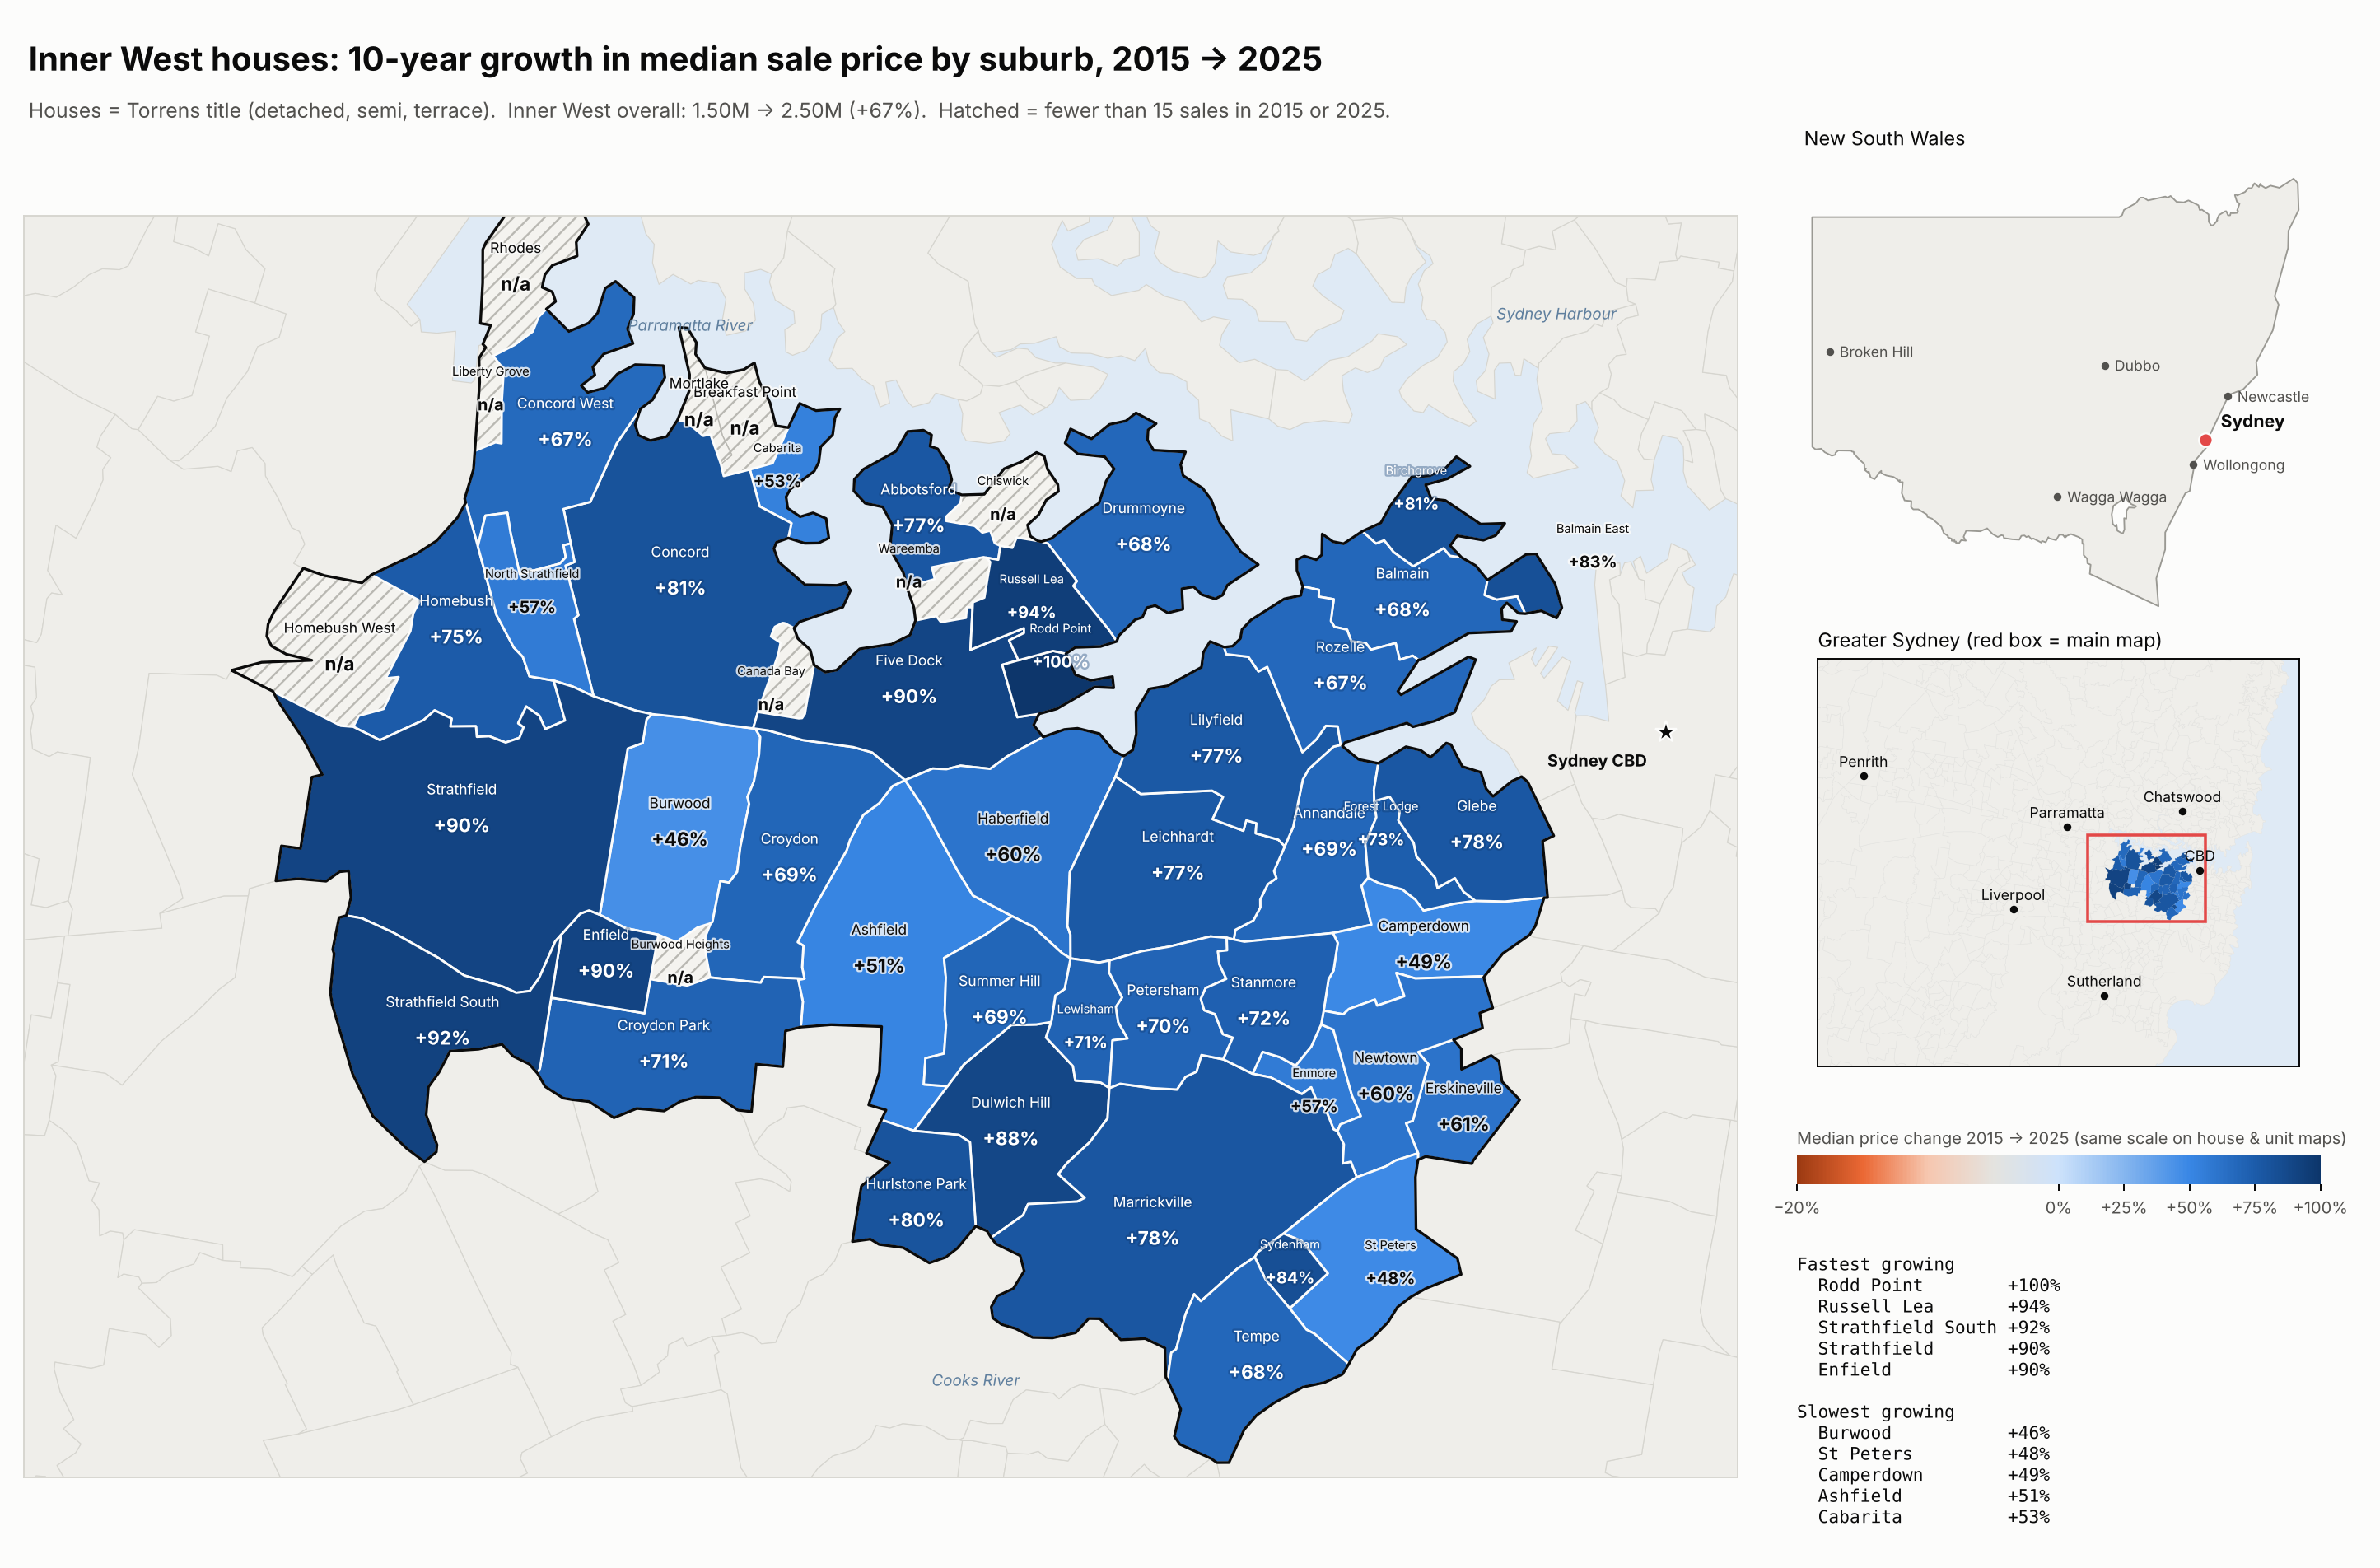 Inner West houses: 10-year growth in median sale price by suburb, 2015 → 2025
Houses = Torrens title (detached, semi, terrace).  Inner West overall: 1.50M → 2.50M (+67%).  Hatched = fewer than 15 sales in 2015 or 2025.
Rhodes
n/a
Parramatta River
Sydney Harbour
Liberty Grove
n/a
Concord West
+67%
Mortlake
n/a
Breakfast Point
n/a
Cabarita
+53%
Abbotsford
+77%
Chiswick
n/a
Drummoyne
+68%
Birchgrove
+81%
Balmain East
+83%
Wareemba
n/a
Concord
+81%
North Strathfield
+57%
Homebush
+75%
Homebush West
n/a
Russell Lea
+94%
Rodd Point
+100%
Balmain
+68%
Rozelle
+67%
Canada Bay
n/a
Five Dock
+90%
Lilyfield
+77%
Sydney CBD
Strathfield
+90%
Burwood
+46%
Croydon
+69%
Haberfield
+60%
Leichhardt
+77%
Annandale
+69%
Forest Lodge
+73%
Glebe
+78%
Enfield
+90%
Burwood Heights
n/a
Ashfield
+51%
Camperdown
+49%
Strathfield South
+92%
Croydon Park
+71%
Summer Hill
+69%
Lewisham
+71%
Petersham
+70%
Stanmore
+72%
Enmore
+57%
Newtown
+60%
Erskineville
+61%
Dulwich Hill
+88%
Hurlstone Park
+80%
Marrickville
+78%
Sydenham
+84%
St Peters
+48%
Tempe
+68%
Cooks River
New South Wales
Broken Hill
Dubbo
Newcastle
Sydney
Wollongong
Wagga Wagga
Greater Sydney (red box = main map)
Penrith
Chatswood
Parramatta
CBD
Liverpool
Sutherland
Median price change 2015 → 2025 (same scale on house & unit maps)
−20% 0% +25% +50% +75% +100%
Fastest growing
Rodd Point +100%
Russell Lea +94%
Strathfield South +92%
Strathfield +90%
Enfield +90%
Slowest growing
Burwood +46%
St Peters +48%
Camperdown +49%
Ashfield +51%
Cabarita +53%